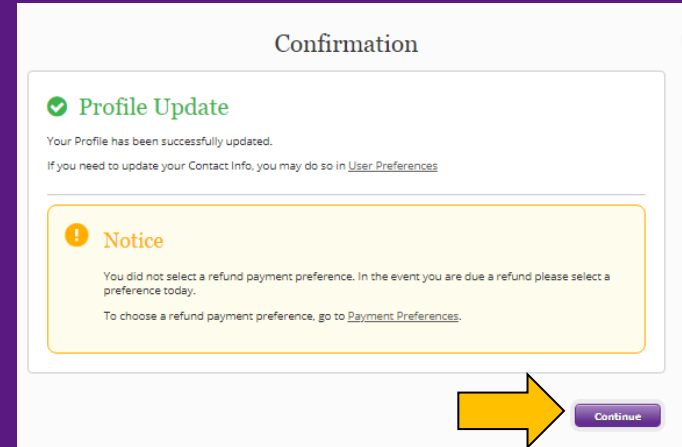 Confirmation
Profile Update
Your Profile has been successfully updated.
If you need to update your Contact Info, you may do so in User Preferences
Notice
You did not select a refund payment preference. In the event you are due a refund please select a
preference today.
To choose a refund payment preference, go to Payment Preferences.
Continue